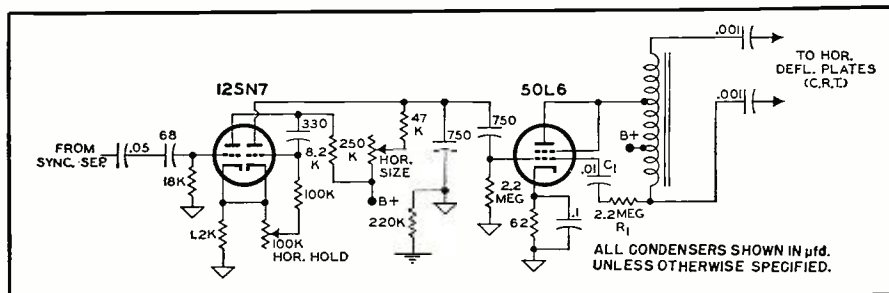 12SN7
50L6
FROM
SYNC. SEP.
.05
68
18K
1.2K
100K
HOR. HOLD
100K
330
8.2
K
250
K
HOR.
SIZE
B+
47
K
750
220K
750
2.2
MEG
62
.1
.01
C1
2.2MEG
R1
B+
.001
.001
TO HOR.
DEFL. PLATES
(C.R.T.)
ALL CONDENSERS SHOWN IN µfd.
UNLESS OTHERWISE SPECIFIED.